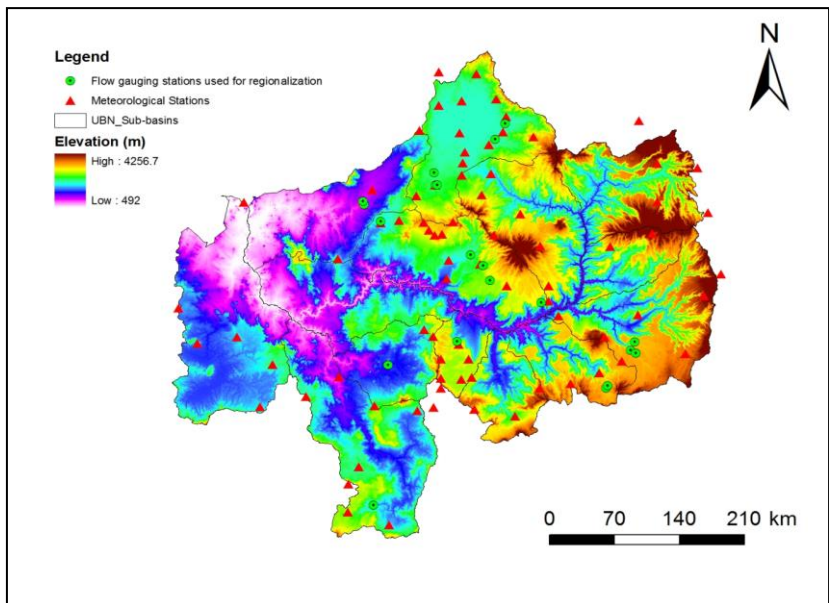 N
Legend
Flow gauging stations used for regionalization
Meteorological Stations
UBN_Sub-basins
Elevation (m)
High : 4256.7
Low : 492
0 70 140 210 km